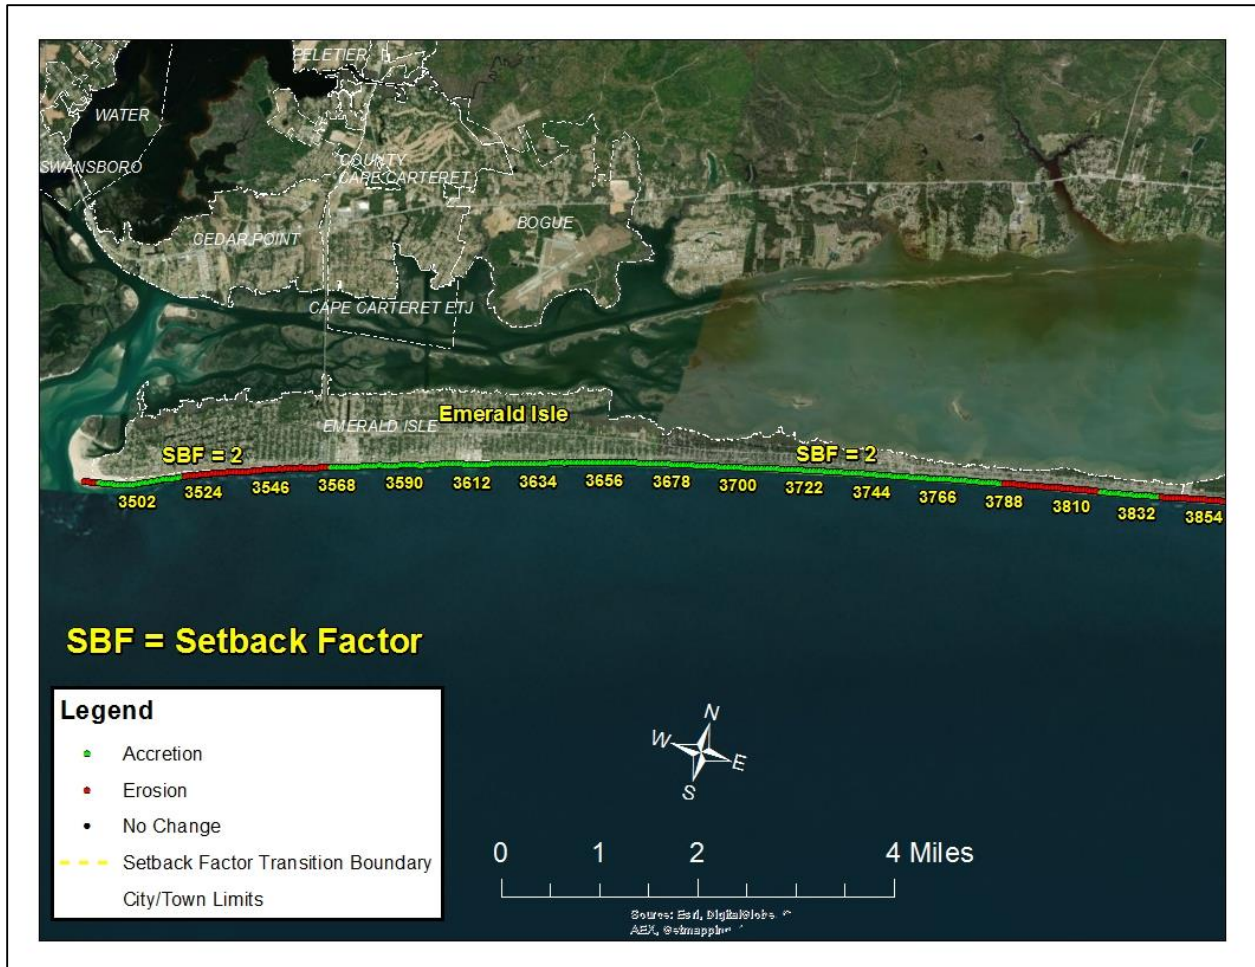 PELETIER
WATER
SWANSBORO
COUNTY
CAPE CARTERET
CEDAR POINT
BOGUE
CAPE CARTERET ETJ
Emerald Isle
EMERALD ISLE
SBF = 2
SBF = 2
3502 3524 3546 3568 3590 3612 3634 3656 3678 3700 3722 3744 3766 3788 3810 3832 3854
SBF = Setback Factor
Legend
Accretion
Erosion
No Change
Setback Factor Transition Boundary
City/Town Limits
N
W
E
S
0 1 2 4 Miles
Source: Esri, DigitalGlobe,
AEX,